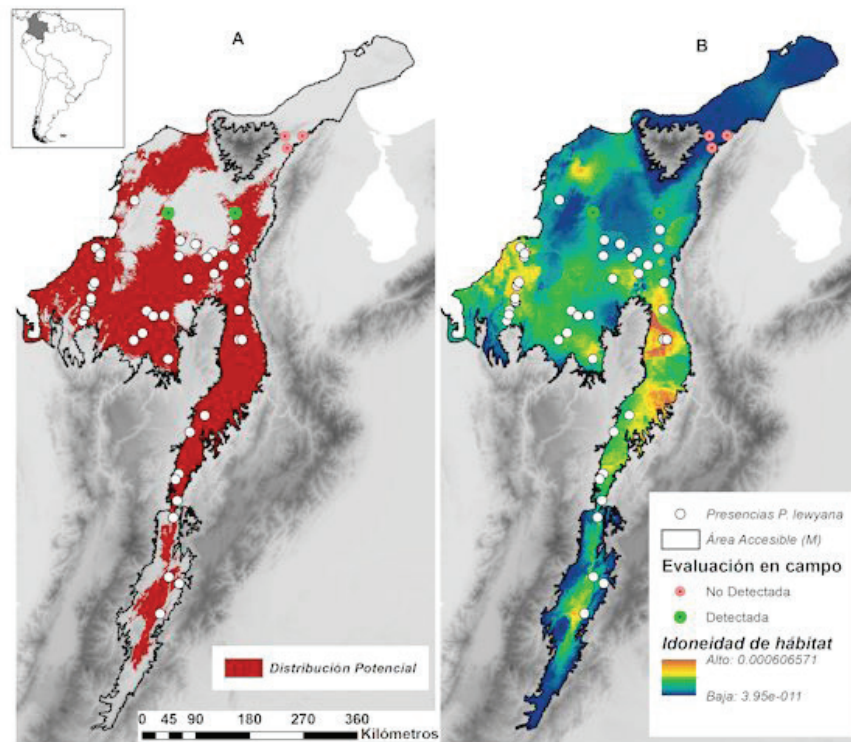 A
B
Presencias P. lewyana
Área Accesible (M)
Evaluación en campo
No Detectada
Detectada
Idoneidad de hábitat
Alto: 0.000606571
Baja: 3.95e-011
Distribución Potencial
0 45 90 180 270 360
Kilómetros